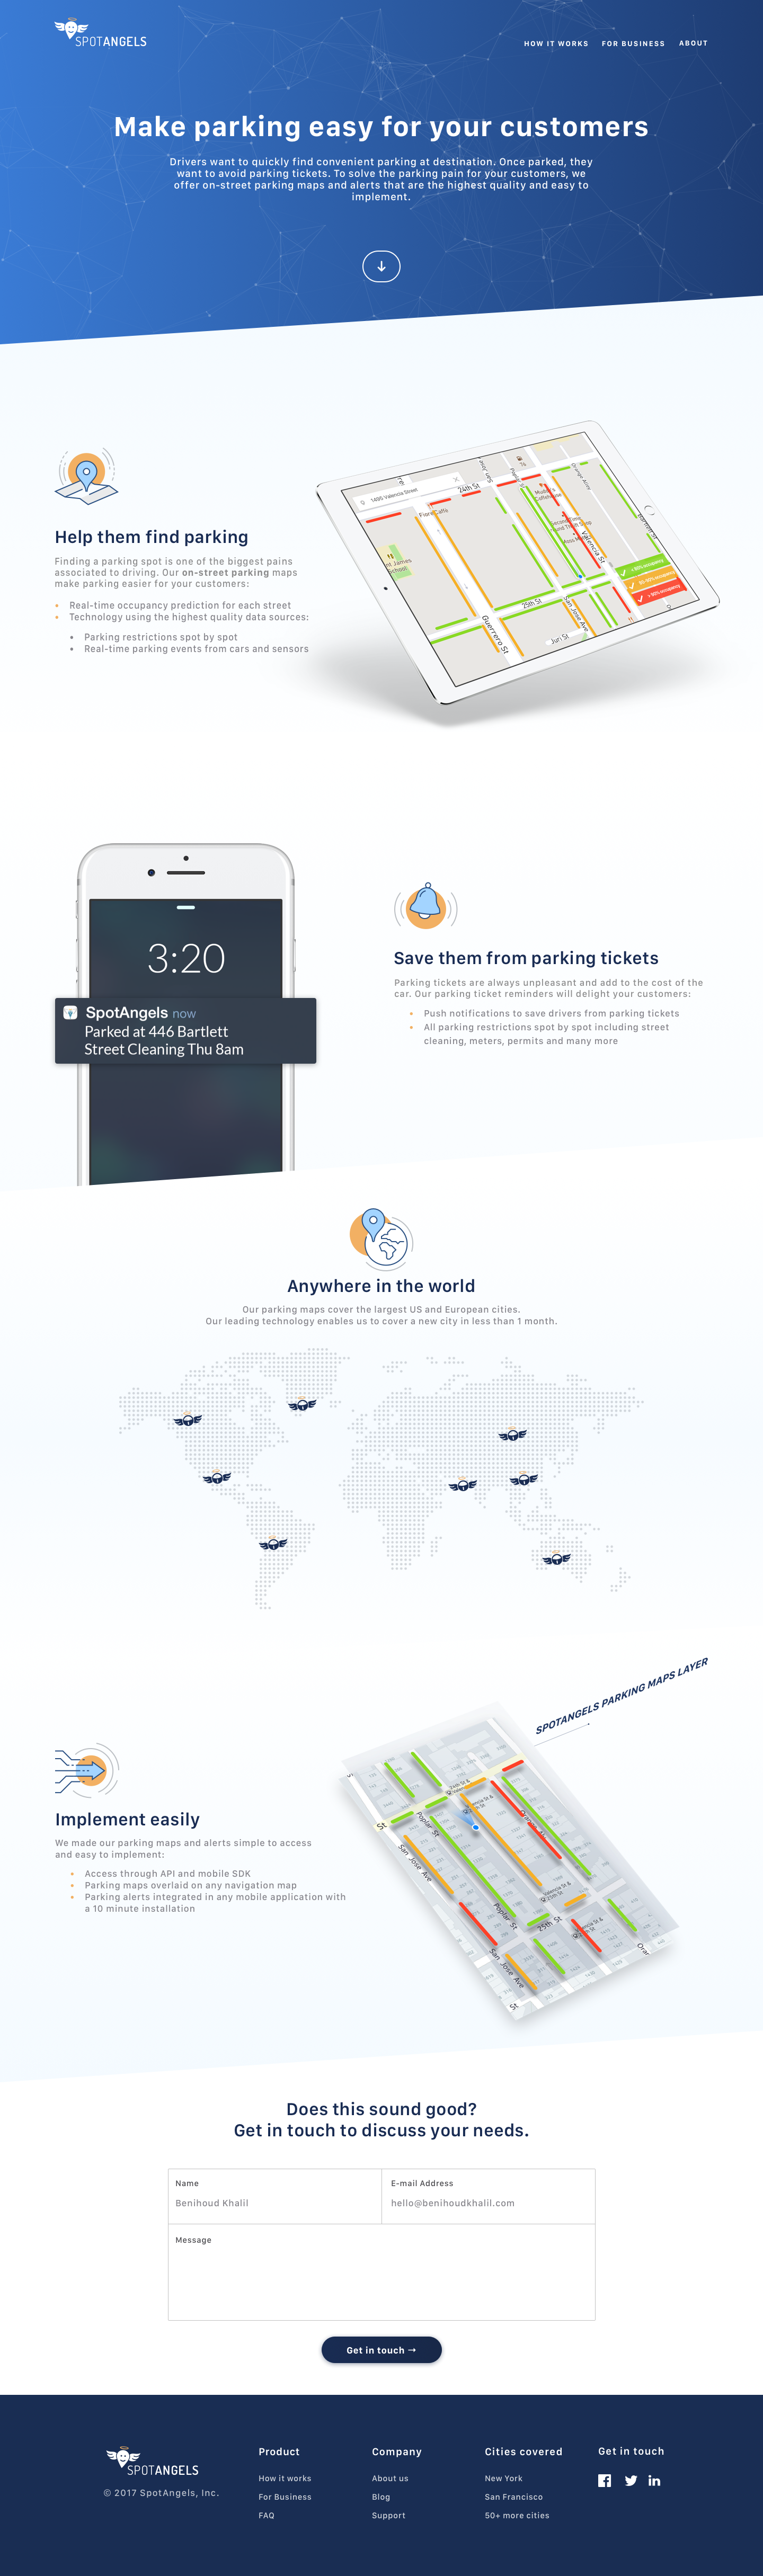 SPOTANGELS
HOW IT WORKS FOR BUSINESS ABOUT
Make parking easy for your customers
Drivers want to quickly find convenient parking at destination. Once parked, they
want to avoid parking tickets. To solve the parking pain for your customers, we
offer on-street parking maps and alerts that are the highest quality and easy to
implement.
Help them find parking
Finding a parking spot is one of the biggest pains
associated to driving. Our on-street parking maps
make parking easier for your customers:
Real-time occupancy prediction for each street
Technology using the highest quality data sources:
Parking restrictions spot by spot
Real-time parking events from cars and sensors
1495 Valencia Street
24th St
Valencia St
25th St
San Jose Ave
Guerrero St
Juri St
3:20
SpotAngels now
Parked at 446 Bartlett
Street Cleaning Thu 8am
Save them from parking tickets
Parking tickets are always unpleasant and add to the cost of the
car. Our parking ticket reminders will delight your customers:
Push notifications to save drivers from parking tickets
All parking restrictions spot by spot including street
cleaning, meters, permits and many more
Anywhere in the world
Our parking maps cover the largest US and European cities.
Our leading technology enables us to cover a new city in less than 1 month.
SPOTANGELS PARKING MAPS LAYER
Implement easily
We made our parking maps and alerts simple to access
and easy to implement:
Access through API and mobile SDK
Parking maps overlaid on any navigation map
Parking alerts integrated in any mobile application with
a 10 minute installation
Poplar St
San Jose Ave
Poplar St
25th St
San Jose Ave
Does this sound good?
Get in touch to discuss your needs.
Name
Benihoud Khalil
E-mail Address
hello@benihoudkhalil.com
Message
Get in touch →
SPOTANGELS
© 2017 SpotAngels, Inc.
Product
How it works
For Business
FAQ
Company
About us
Blog
Support
Cities covered
New York
San Francisco
50+ more cities
Get in touch